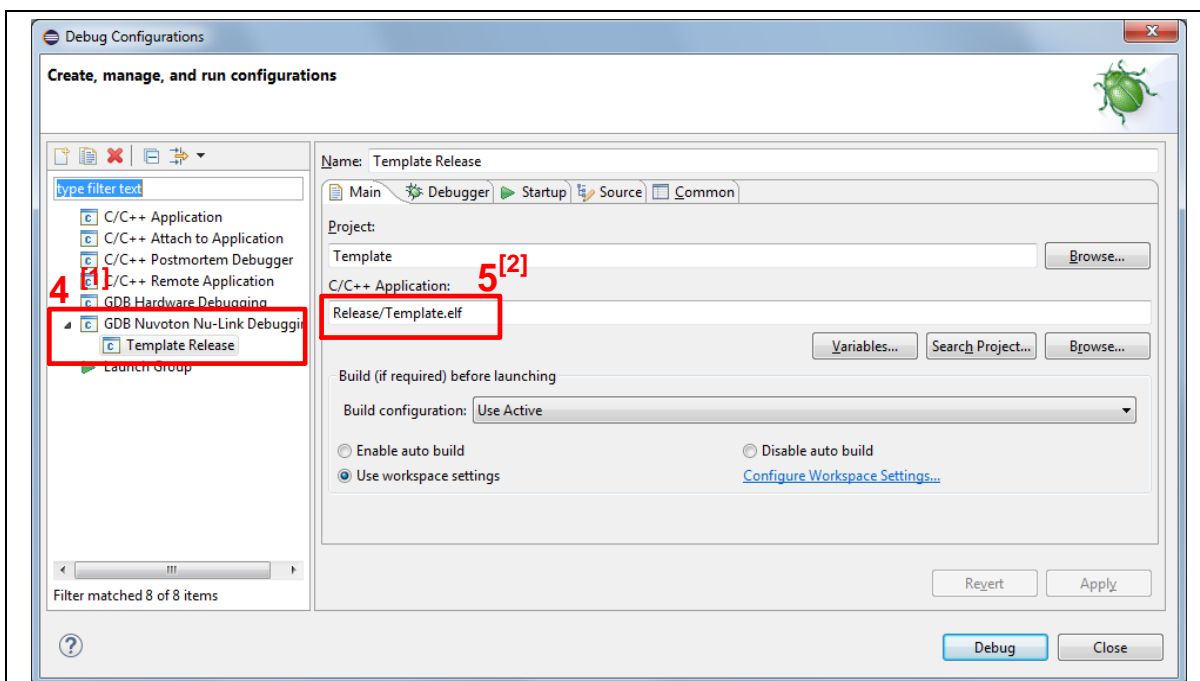 Debug Configurations
Create, manage, and run configurations
type filter text
C/C++ Application
C/C++ Attach to Application
C/C++ Postmortem Debugger
C/C++ Remote Application
GDB Hardware Debugging
GDB Nuvoton Nu-Link Debuggin
Template Release
Launch Group
4 [1]
Filter matched 8 of 8 items
Name: Template Release
Main Debugger Startup Source Common
Project:
Template Browse...
C/C++ Application:
5[2]
Release/Template.elf
Variables... Search Project... Browse...
Build (if required) before launching
Build configuration: Use Active
Enable auto build Disable auto build
Use workspace settings Configure Workspace Settings...
Revert Apply
Debug Close